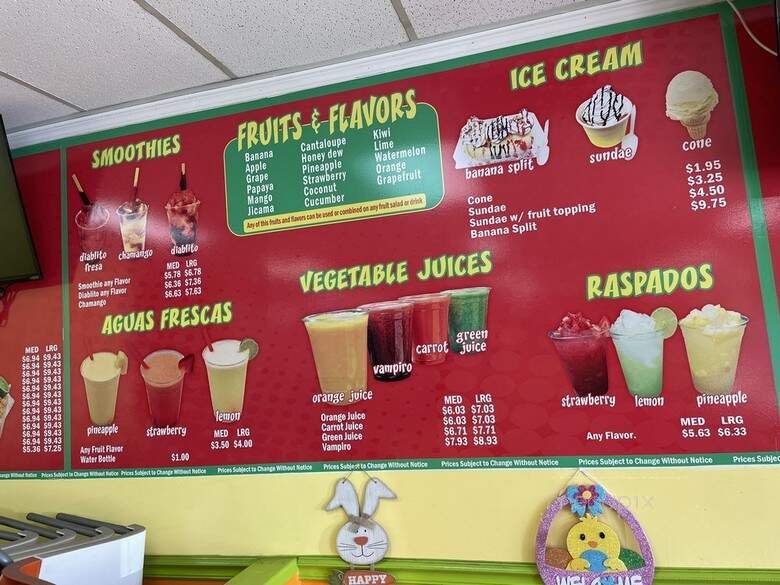 SMOOTHIES
diablito
fresa
chamango
diablito
MED LRG
Smoothie any Flavor $5.78 $6.78
Diablito any Flavor $6.36 $7.36
Chamango $6.63 $7.63
FRUITS & FLAVORS
Banana Cantaloupe Kiwi
Apple Honey dew Lime
Grape Pineapple Watermelon
Papaya Strawberry Orange
Mango Coconut Grapefruit
Jicama Cucumber
Any of this fruits and flavors can be used or combined on any fruit salad or drink
ICE CREAM
banana split
sundae
cone
Cone $1.95
Sundae $3.25
Sundae w/ fruit topping $4.50
Banana Split $9.75
AGUAS FRESCAS
pineapple
strawberry
lemon
MED LRG
Any Fruit Flavor $3.50 $4.00
Water Bottle $1.00
VEGETABLE JUICES
orange juice
vampiro
carrot
green
juice
MED LRG
Orange Juice $6.03 $7.03
Carrot Juice $6.03 $7.03
Green Juice $6.71 $7.71
Vampiro $7.93 $8.93
RASPADOS
strawberry
lemon
pineapple
MED LRG
Any Flavor. $5.63 $6.33
MED LRG
$6.94 $9.43
$6.94 $9.43
$6.94 $9.43
$6.94 $9.43
$6.94 $9.43
$6.94 $9.43
$6.94 $9.43
$6.94 $9.43
$6.94 $9.43
$6.94 $9.43
$5.36 $7.25
Prices Subject to Change Without Notice Prices Subject to Change Without Notice Prices Subject to Change Without Notice Prices Subject to Change Without Notice Prices Subject to Change Without Notice Prices Subject
HAPPY
WELCOME